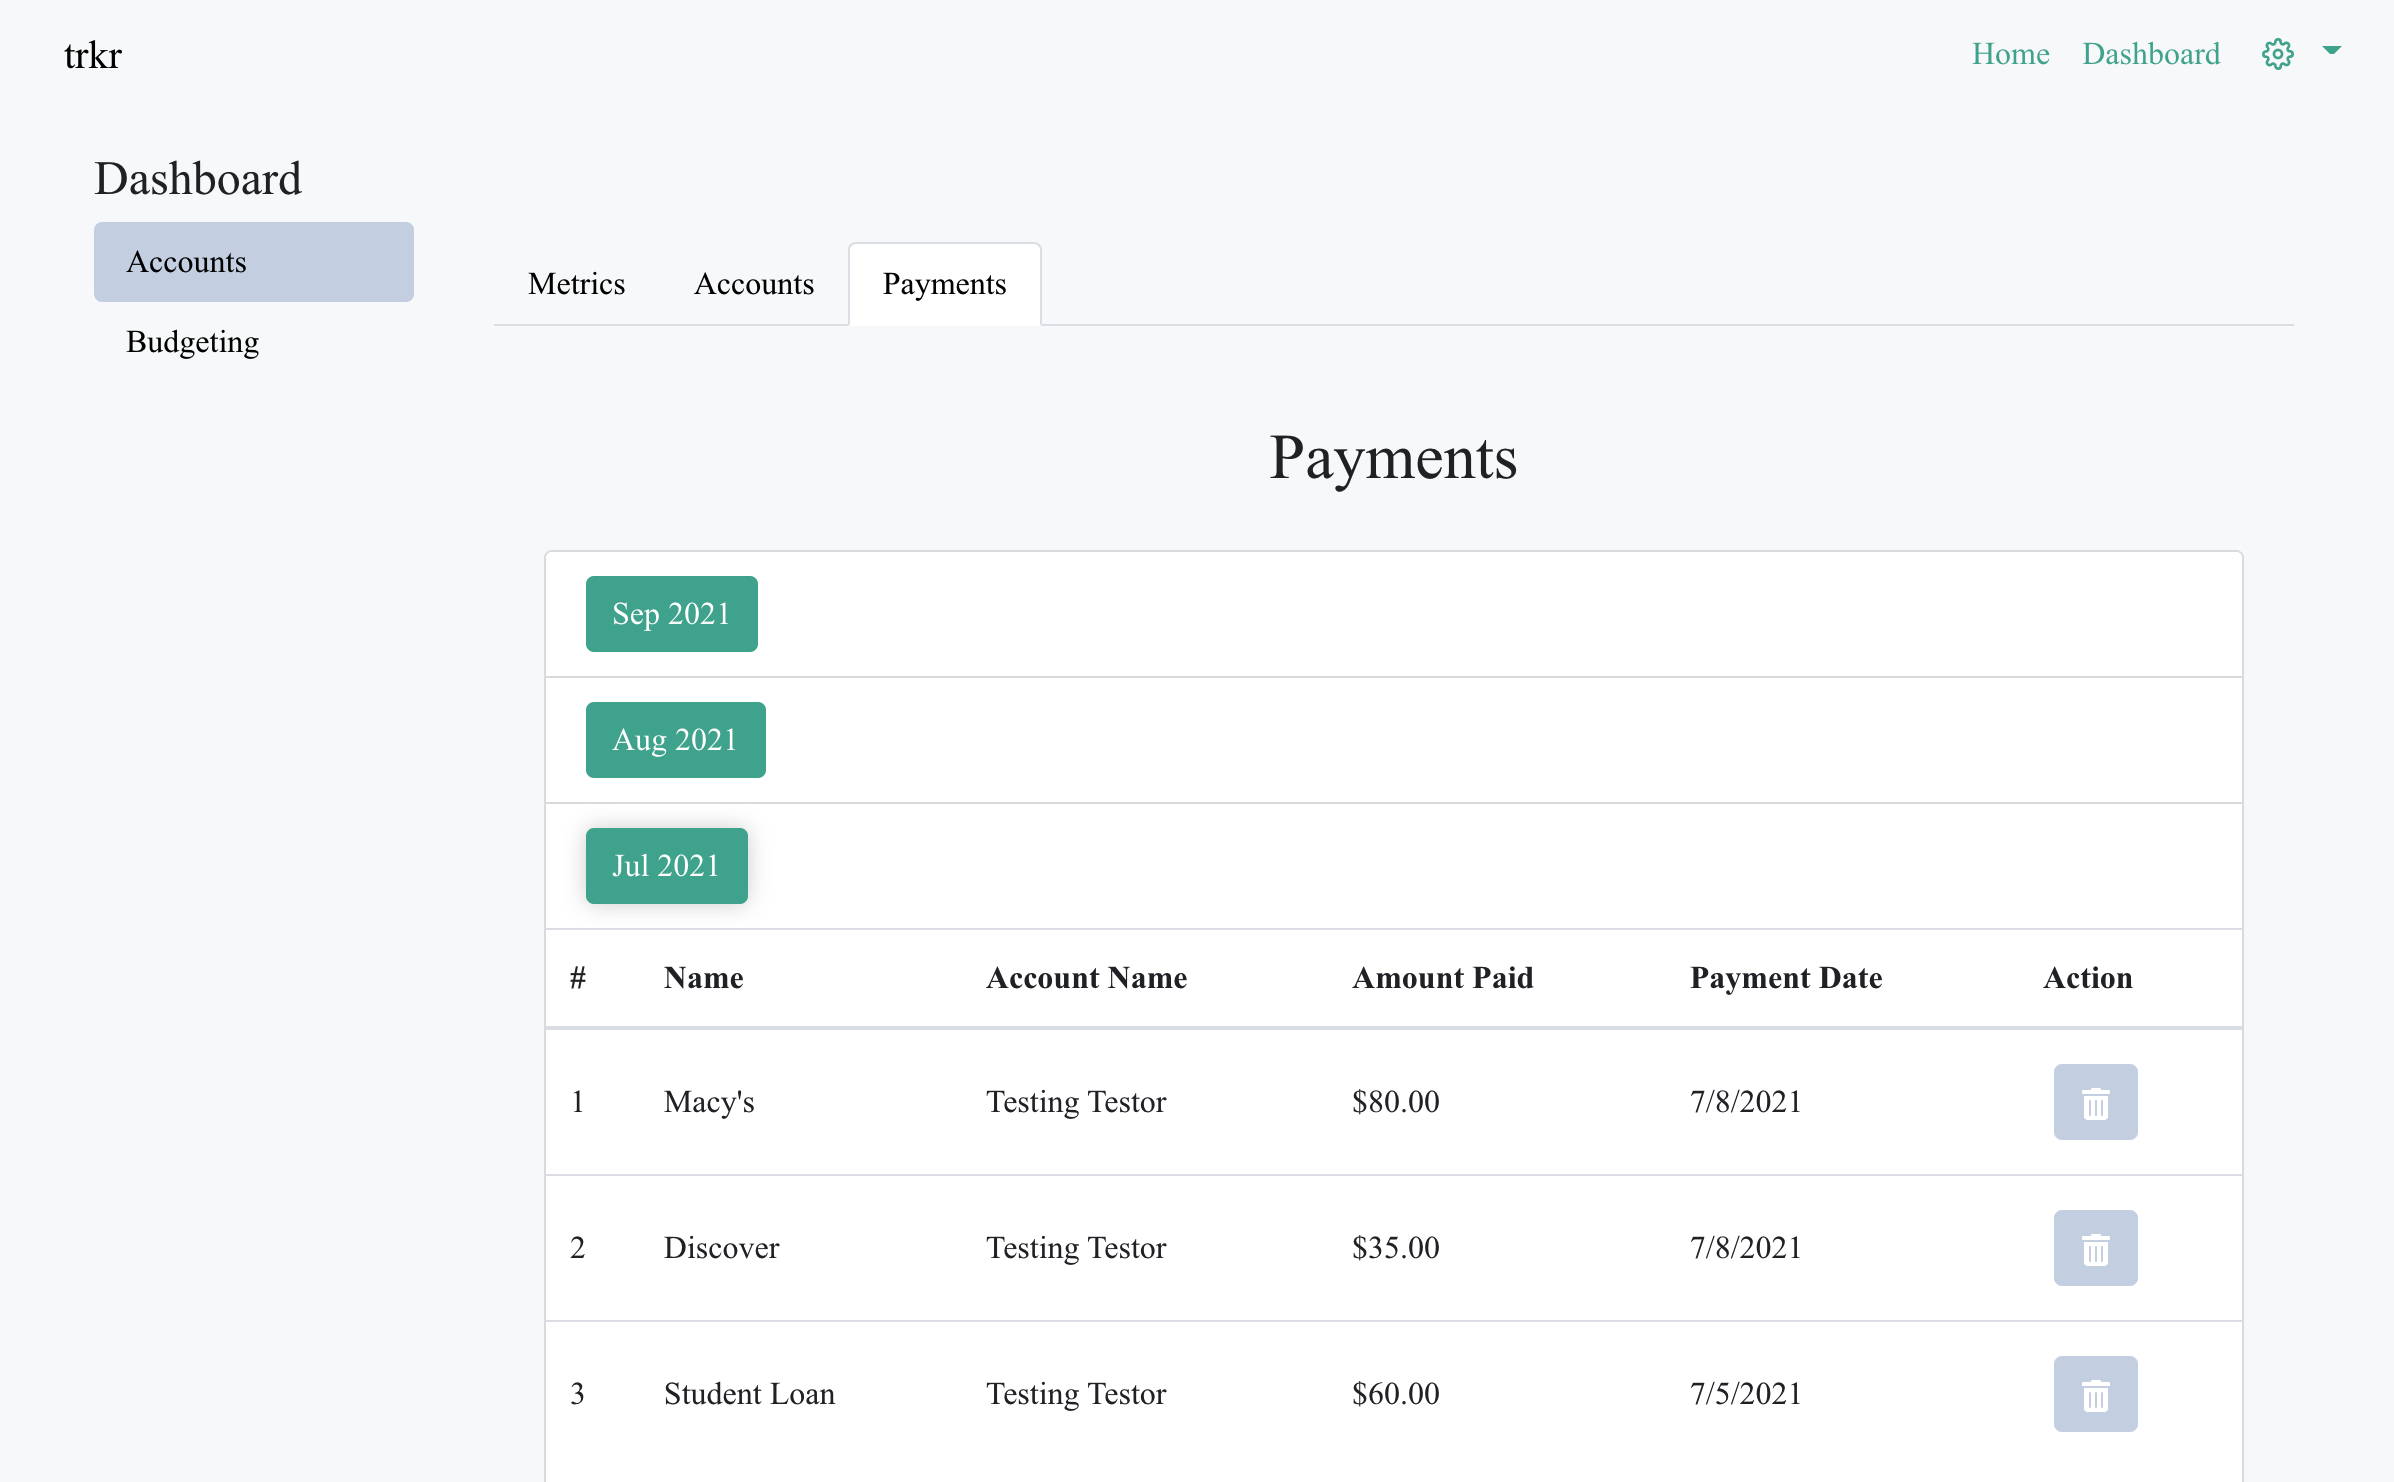 trkr
Home Dashboard
Dashboard
Accounts
Budgeting
Metrics Accounts Payments
Payments
Sep 2021
Aug 2021
Jul 2021
# Name Account Name Amount Paid Payment Date Action
1 Macy's Testing Testor $80.00 7/8/2021
2 Discover Testing Testor $35.00 7/8/2021
3 Student Loan Testing Testor $60.00 7/5/2021